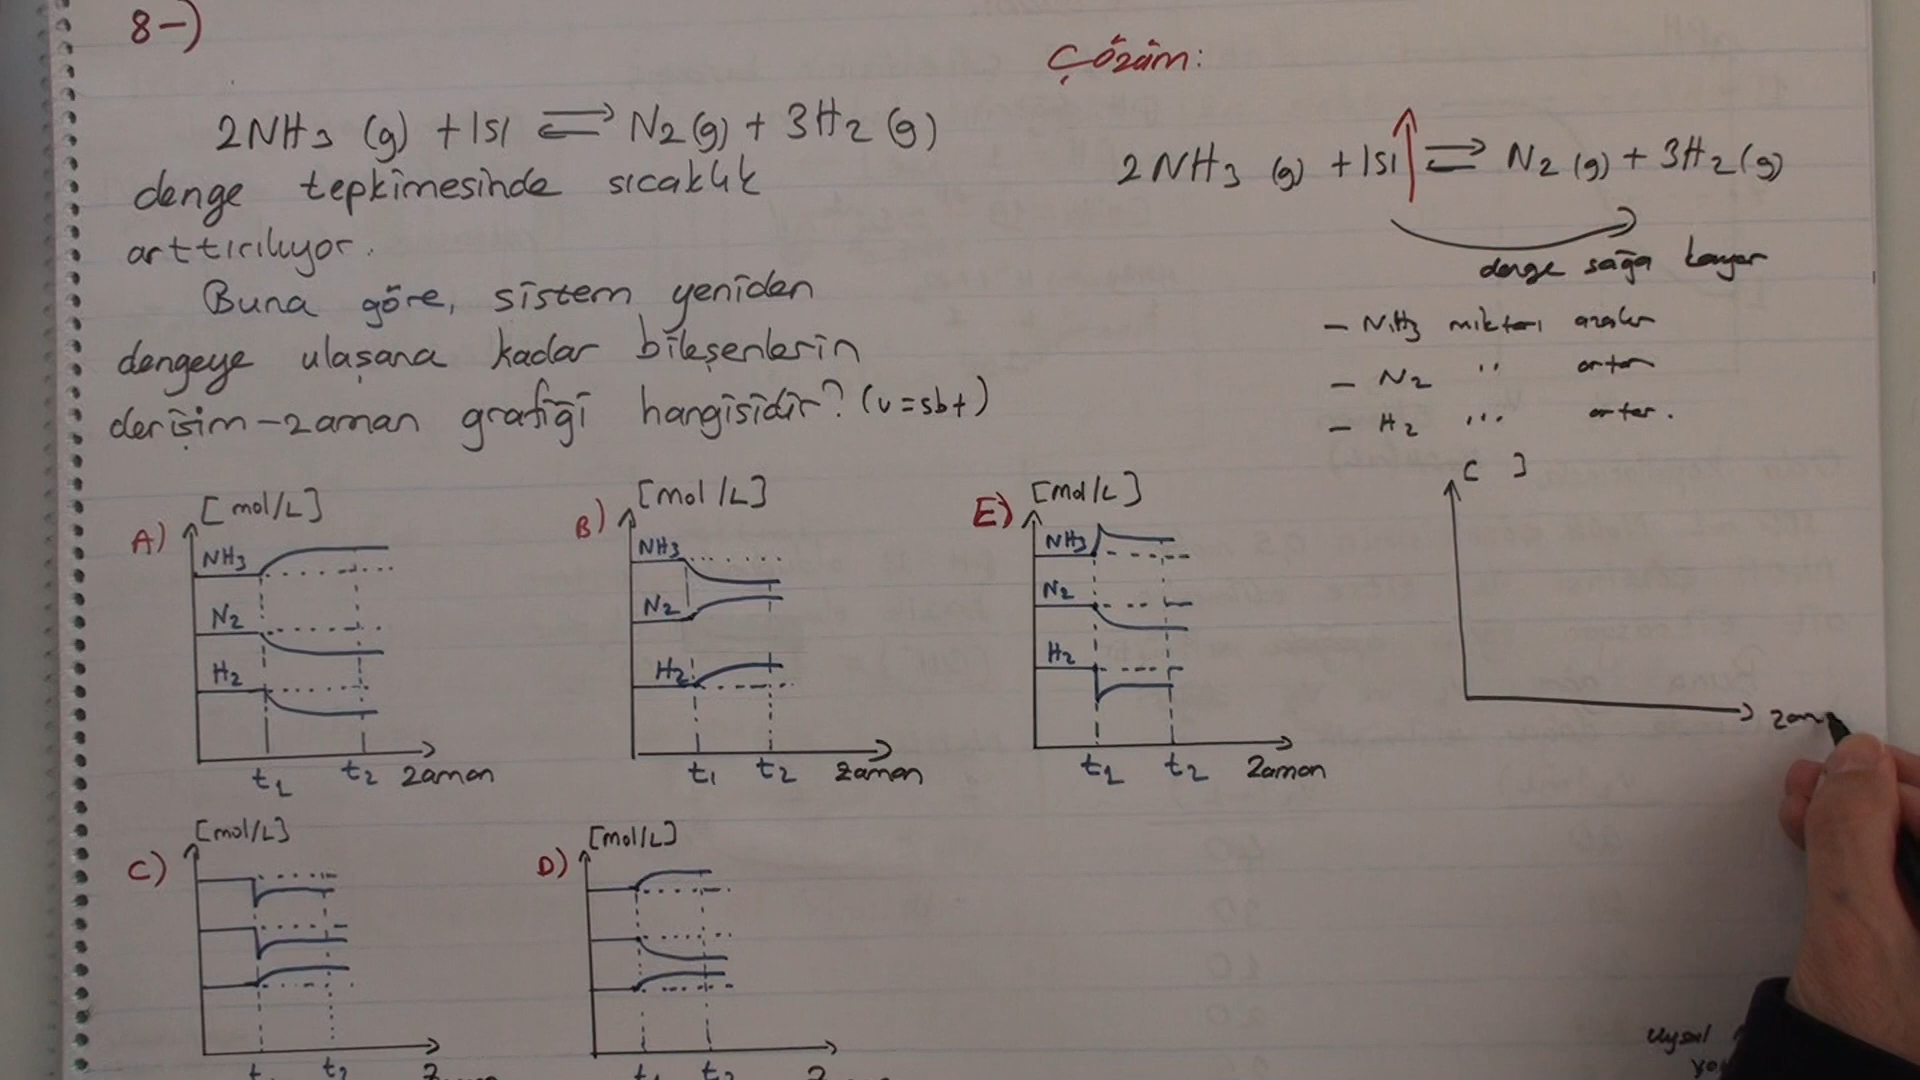 8-)
2NH3 (g) + ısı ⇌ N2(g) + 3H2(g)
denge tepkimesinde sıcaklık
arttırılıyor.
Buna göre, sistem yeniden
dengeye ulaşana kadar bileşenlerin
derişim-zaman grafiği hangisidir? (v=sbt)
A)
[mol/L]
NH3
N2
H2
t1 t2 zaman
B)
[mol/L]
NH3
N2
H2
t1 t2 zaman
E)
[mol/L]
NH3
N2
H2
t1 t2 zaman
C)
[mol/L]
D)
[mol/L]
Çözüm:
2NH3 (g) + ısı ↑ ⇌ N2 (g) + 3H2 (g)
denge sağa kayar
- NH3 miktarı azalır
- N2 '' artar
- H2 ''' artar.
[ ]
zam